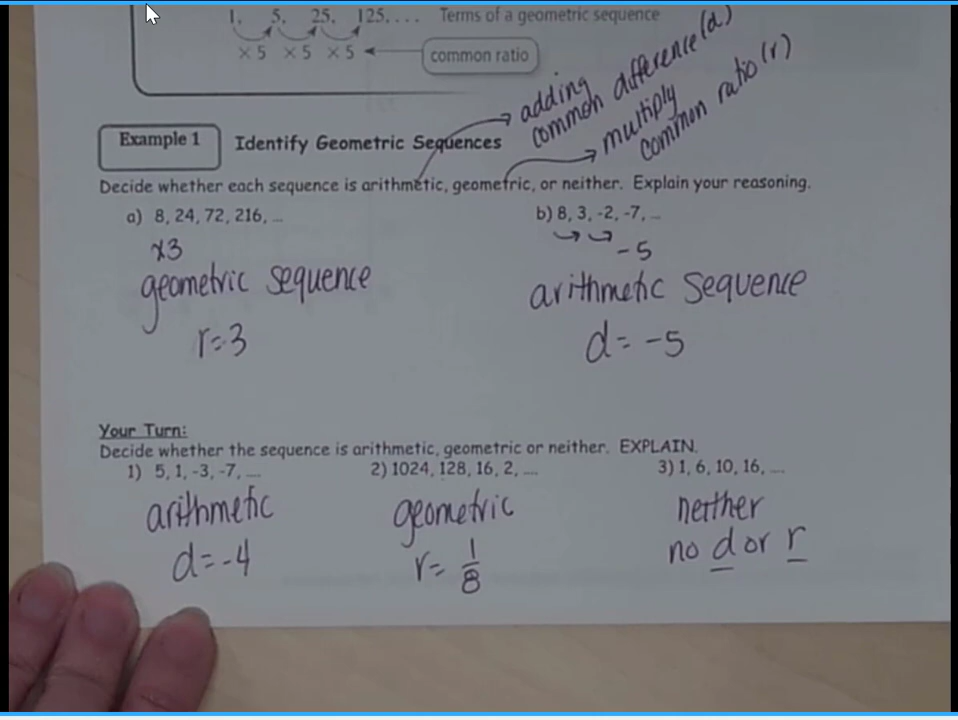 1, 5, 25, 125, . . . Terms of a geometric sequence
× 5 × 5 × 5 common ratio
adding
common difference (d)
multiply
common ratio (r)
Example 1 Identify Geometric Sequences
Decide whether each sequence is arithmetic, geometric, or neither. Explain your reasoning.
a) 8, 24, 72, 216, ... b) 8, 3, -2, -7, ...
×3 -5
geometric sequence arithmetic sequence
r=3 d= -5
Your Turn:
Decide whether the sequence is arithmetic, geometric or neither. EXPLAIN.
1) 5, 1, -3, -7, .... 2) 1024, 128, 16, 2, .... 3) 1, 6, 10, 16, ....
arithmetic geometric neither
d=-4 r= 1/8 no d or r